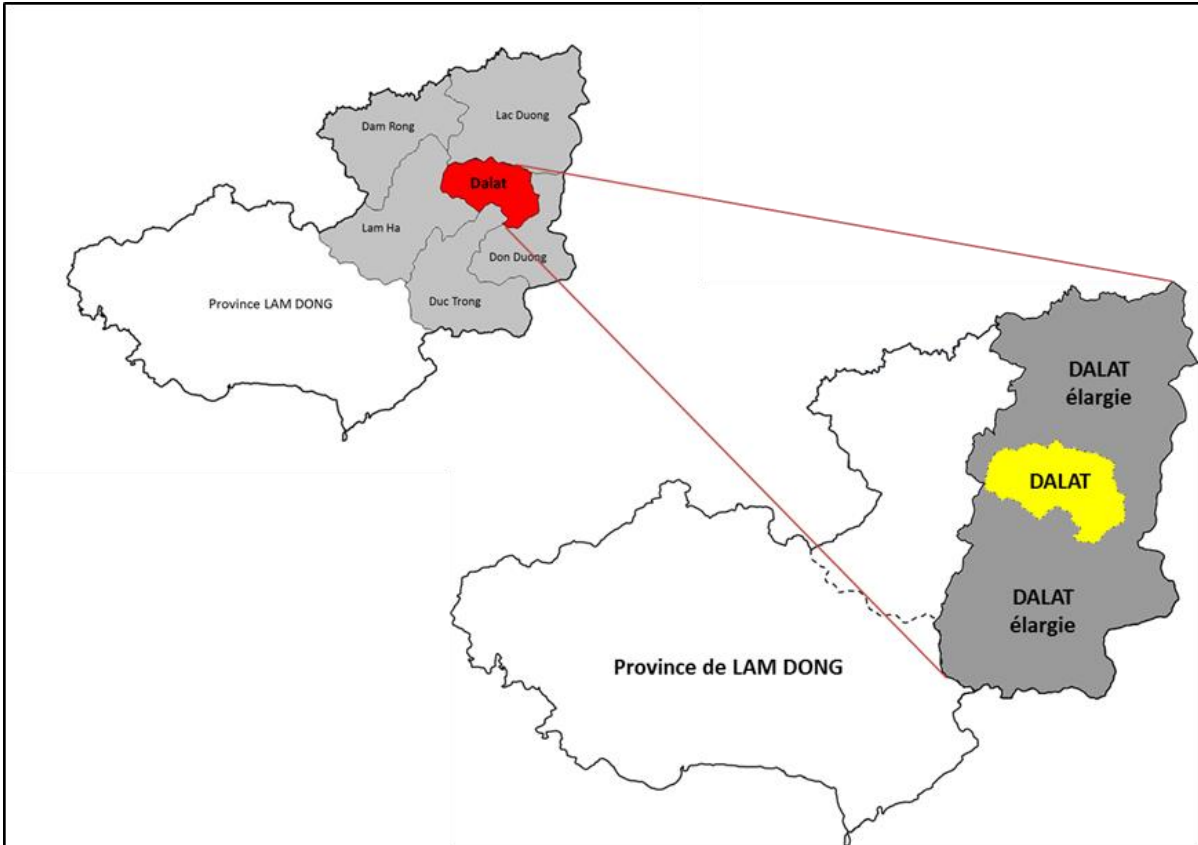 Lac Duong
Dam Rong
Dalat
Lam Ha
Don Duong
Duc Trong
Province LAM DONG
DALAT
élargie
DALAT
DALAT
élargie
Province de LAM DONG